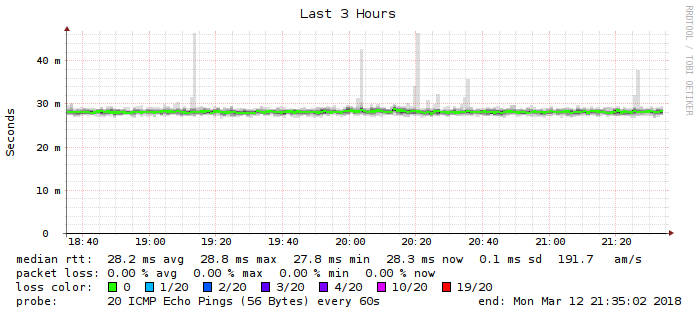 Last 3 Hours
RRDTOOL / TOBI OETIKER
Seconds
40 m
30 m
20 m
10 m
0
18:40 19:00 19:20 19:40 20:00 20:20 20:40 21:00 21:20
median rtt: 28.2 ms avg 28.8 ms max 27.8 ms min 28.3 ms now 0.1 ms sd 191.7 am/s
packet loss: 0.00 % avg 0.00 % max 0.00 % min 0.00 % now
loss color: 0 1/20 2/20 3/20 4/20 10/20 19/20
probe: 20 ICMP Echo Pings (56 Bytes) every 60s end: Mon Mar 12 21:35:02 2018